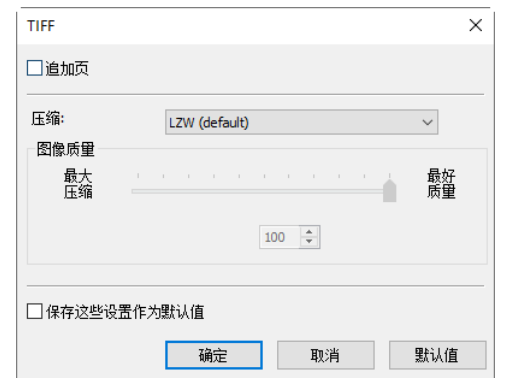 TIFF
追加页
压缩:
LZW (default)
图像质量
最大
压缩
最好
质量
100
保存这些设置作为默认值
确定
取消
默认值